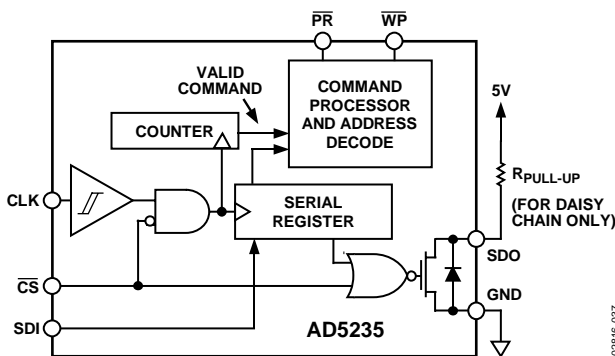 PR WP
VALID
COMMAND
COMMAND
PROCESSOR
AND ADDRESS
DECODE
5V
COUNTER
RPULL-UP
(FOR DAISY
CHAIN ONLY)
CLK
SERIAL
REGISTER
SDO
CS
GND
SDI
AD5235